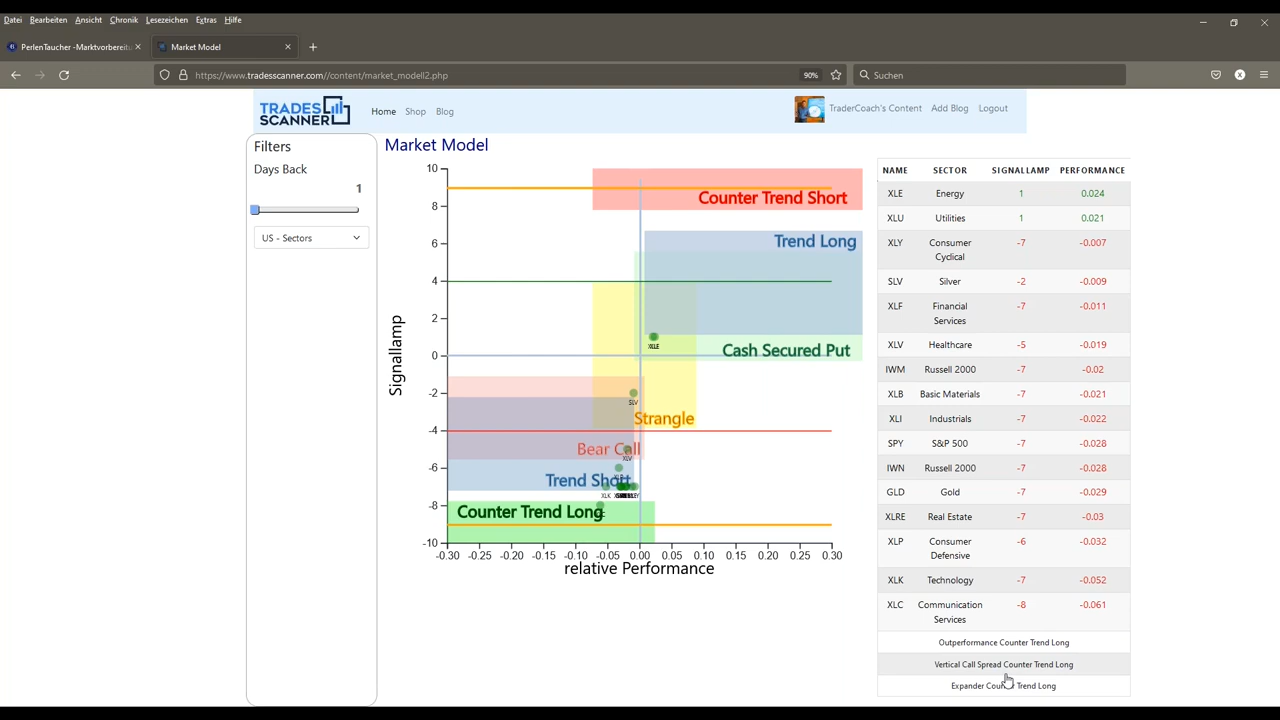 Datei Bearbeiten Ansicht Chronik Lesezeichen Extras Hilfe
PerlenTaucher -Marktvorbereitu
Market Model
https://www.tradesscanner.com//content/market_modell2.php
90%
Suchen
TRADES SCANNER
Home Shop Blog
TraderCoach's Content Add Blog Logout
Filters
Days Back
1
US - Sectors
Market Model
Signallamp
10
8
6
4
2
0
-2
-4
-6
-8
-10
Counter Trend Short
Trend Long
Cash Secured Put
Strangle
Bear Call
Trend Short
Counter Trend Long
SLV
XLV
XLK
-0.30 -0.25 -0.20 -0.15 -0.10 -0.05 0.00 0.05 0.10 0.15 0.20 0.25 0.30
relative Performance
NAME SECTOR SIGNALLAMP PERFORMANCE
XLE Energy 1 0.024
XLU Utilities 1 0.021
XLY Consumer Cyclical -7 -0.007
SLV Silver -2 -0.009
XLF Financial Services -7 -0.011
XLV Healthcare -5 -0.019
IWM Russell 2000 -7 -0.02
XLB Basic Materials -7 -0.021
XLI Industrials -7 -0.022
SPY S&P 500 -7 -0.028
IWN Russell 2000 -7 -0.028
GLD Gold -7 -0.029
XLRE Real Estate -7 -0.03
XLP Consumer Defensive -6 -0.032
XLK Technology -7 -0.052
XLC Communication Services -8 -0.061
Outperformance Counter Trend Long
Vertical Call Spread Counter Trend Long
Expander Counter Trend Long